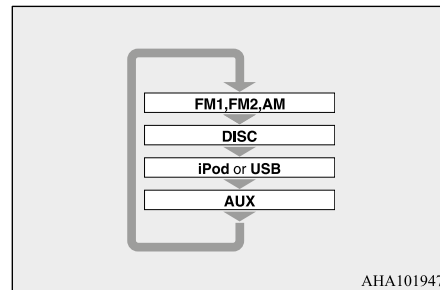 FM1,FM2,AM
DISC
iPod or USB
AUX
AHA101947